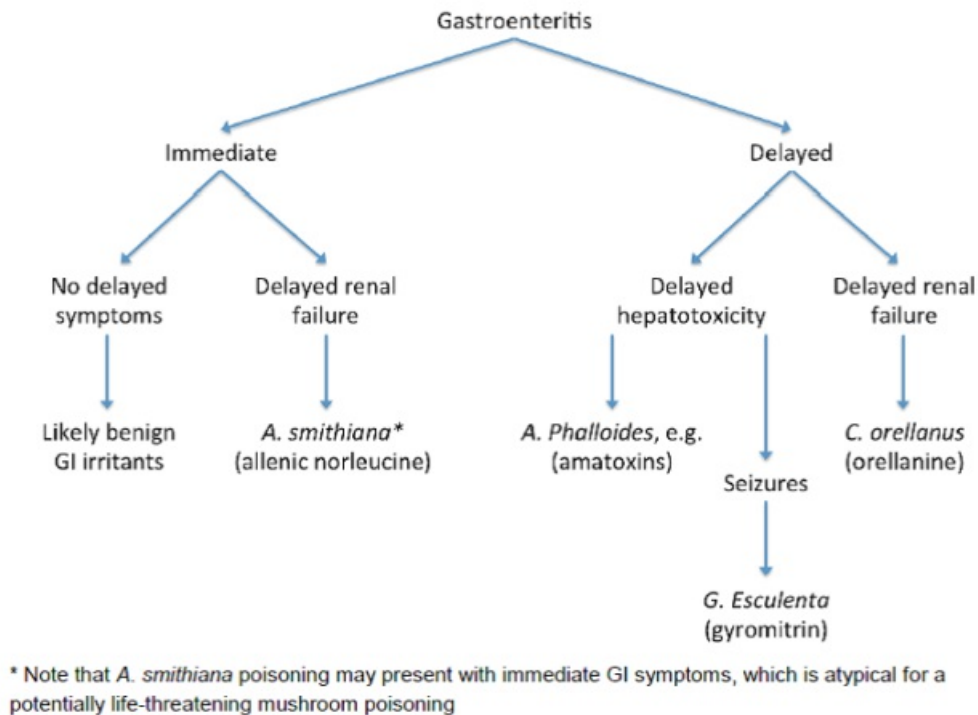 Gastroenteritis
Immediate
Delayed
No delayed
symptoms
Delayed renal
failure
Delayed
hepatotoxicity
Delayed renal
failure
Likely benign
GI irritants
A. smithiana*
(allenic norleucine)
A. Phalloides, e.g.
(amatoxins)
C. orellanus
(orellanine)
Seizures
G. Esculenta
(gyromitrin)
* Note that A. smithiana poisoning may present with immediate GI symptoms, which is atypical for a
potentially life-threatening mushroom poisoning